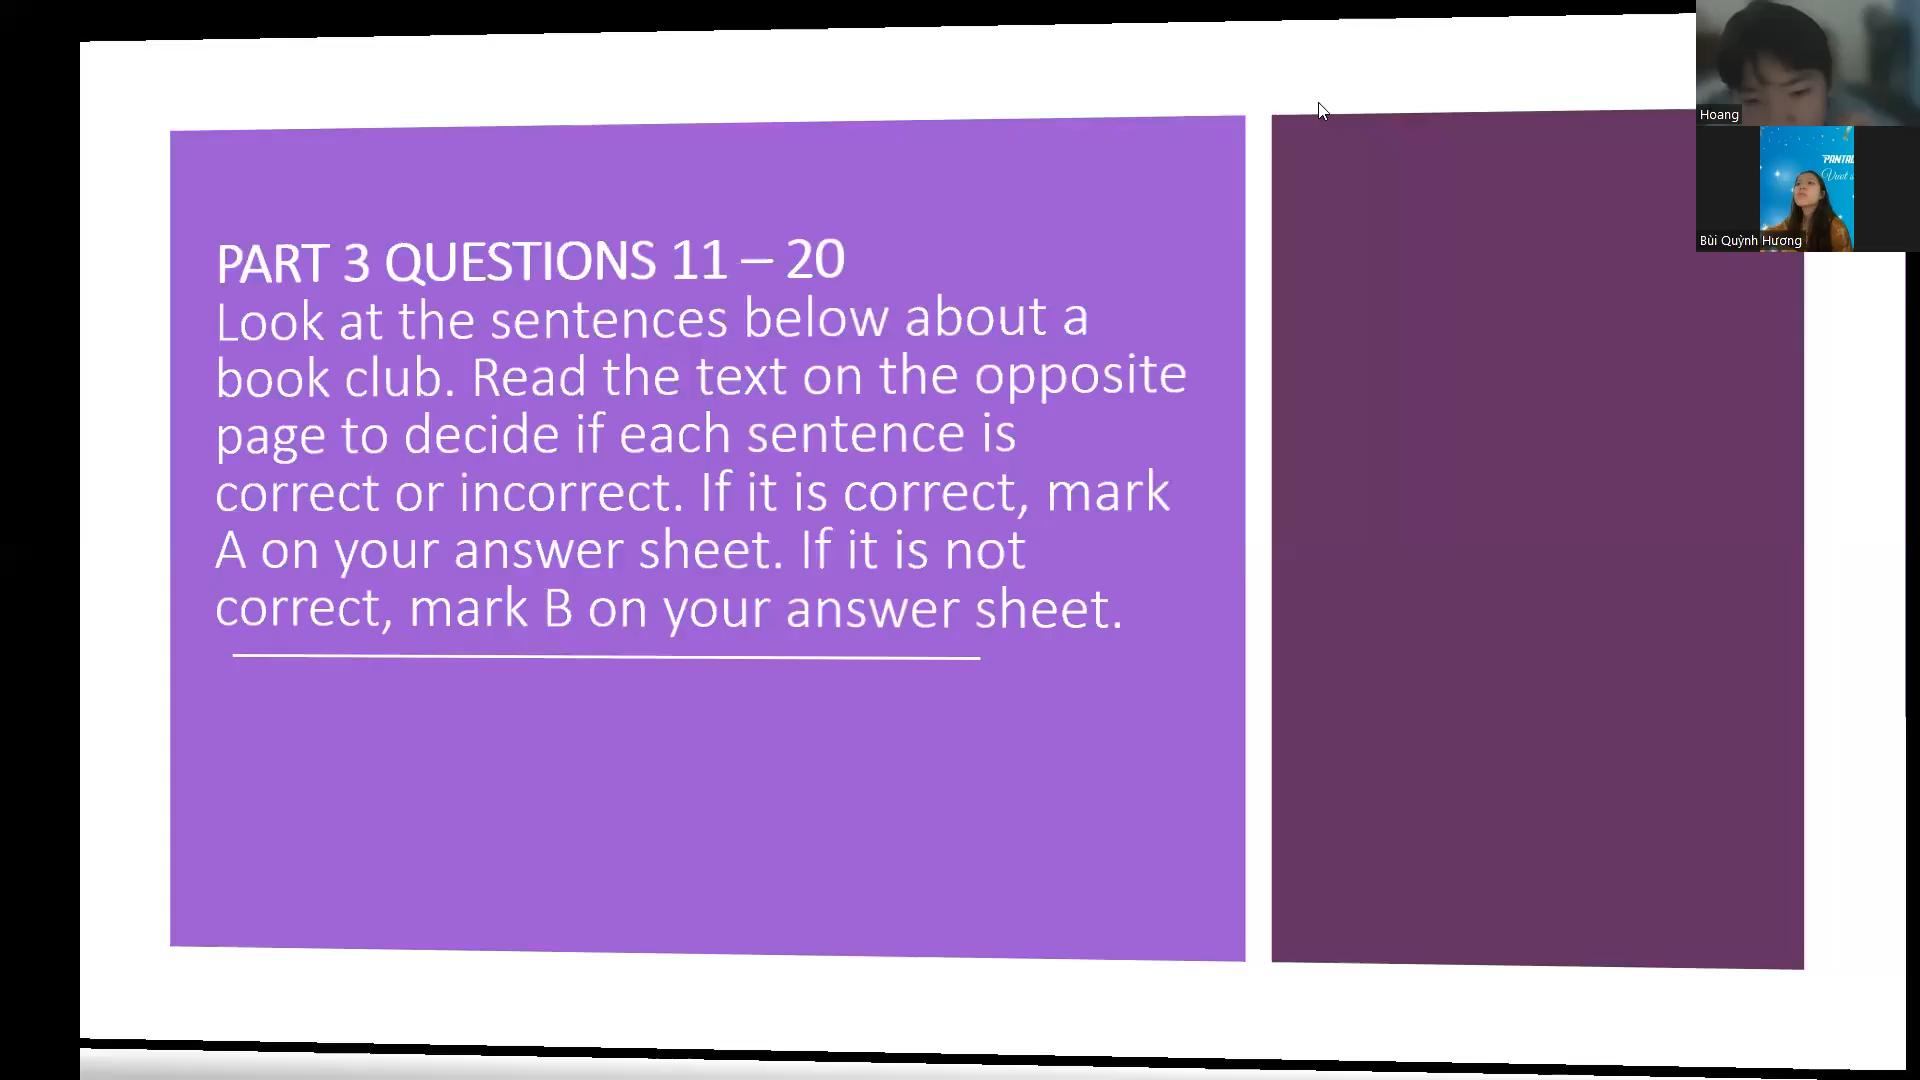 PART 3 QUESTIONS 11 – 20
Look at the sentences below about a
book club. Read the text on the opposite
page to decide if each sentence is
correct or incorrect. If it is correct, mark
A on your answer sheet. If it is not
correct, mark B on your answer sheet.
Hoang
Bùi Quỳnh Hương